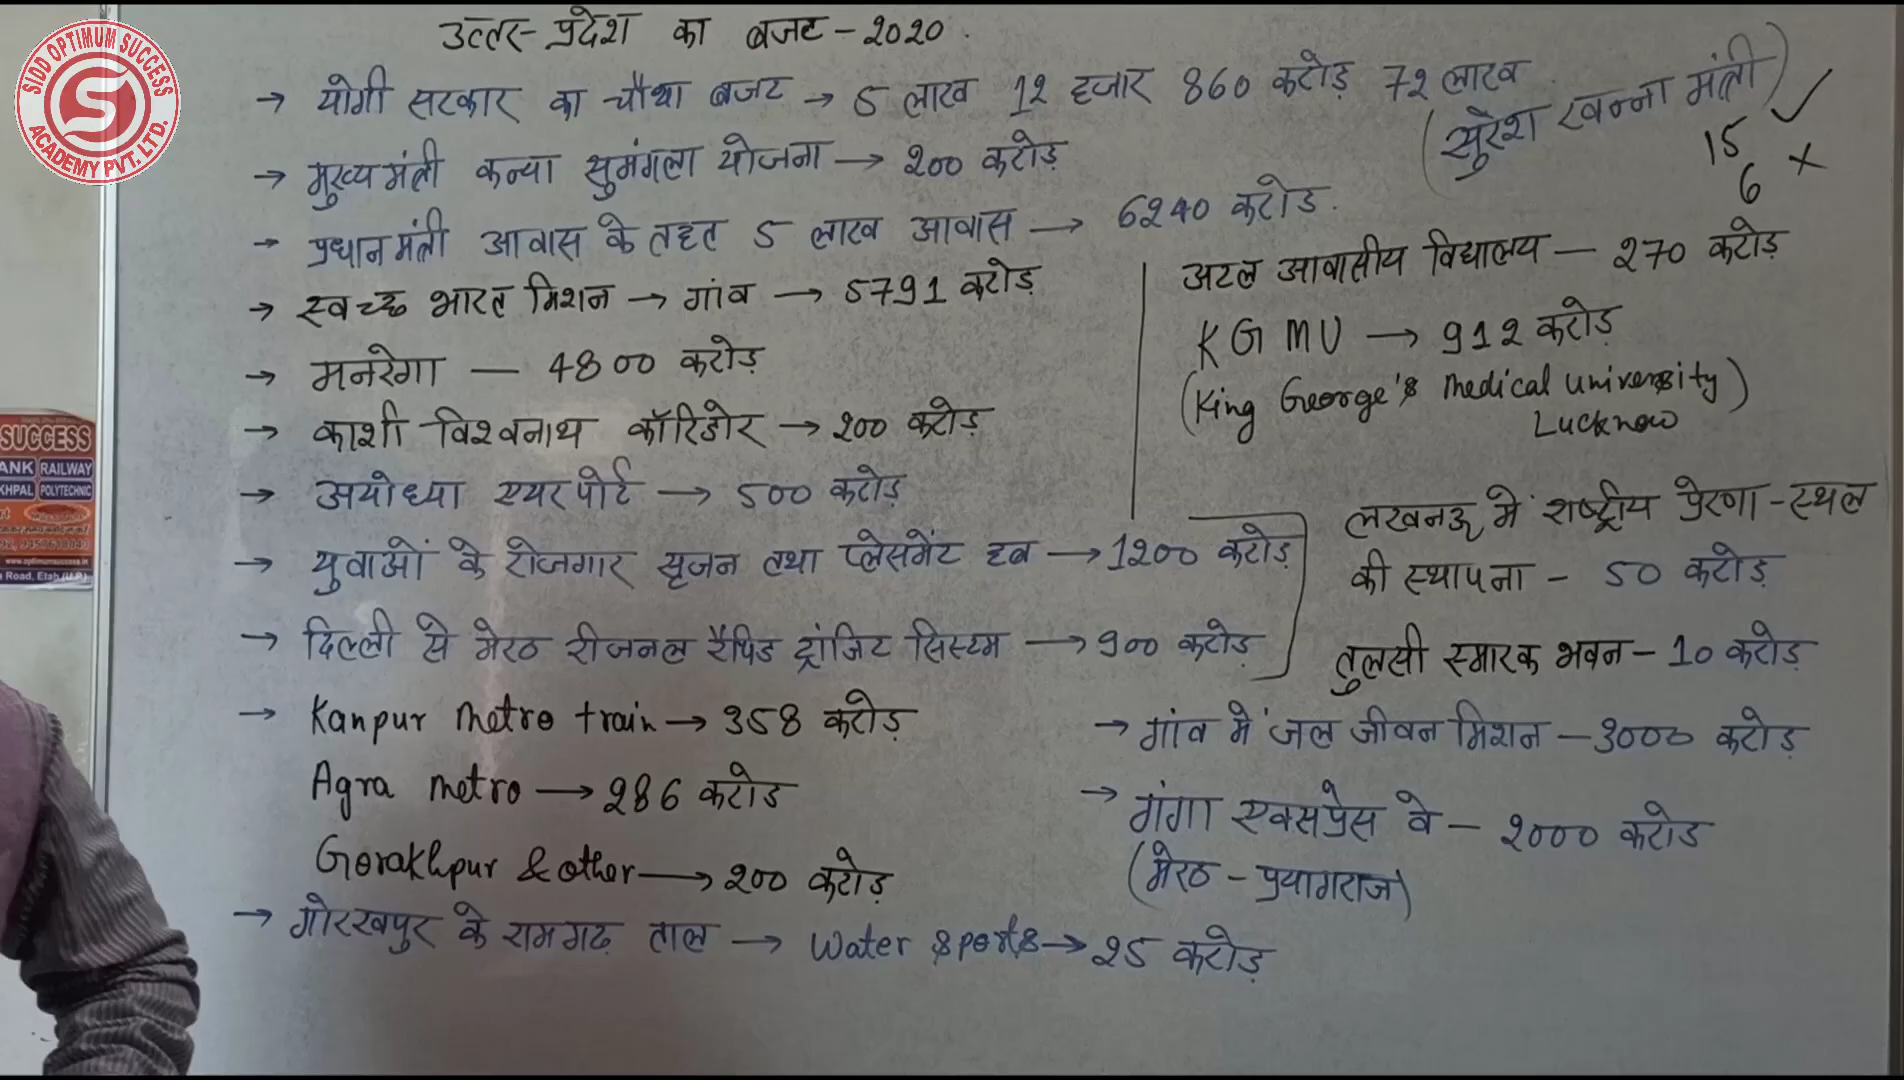 SIDD OPTIMUM SUCCESS
ACADEMY PVT. LTD.
उत्तर-प्रदेश का बजट - 2020.
→ योगी सरकार का चौथा बजट → 5 लाख 12 हजार 860 करोड़ 72 लाख
(सुरेश खन्ना मंत्री) ✓
15
6 ×
→ मुख्यमंत्री कन्या सुमंगला योजना → 200 करोड़
→ प्रधानमंत्री आवास के तहत 5 लाख आवास → 6240 करोड़.
→ स्वच्छ भारत मिशन → गांव → 5791 करोड़
→ मनरेगा — 4800 करोड़
→ काशी विश्वनाथ कॉरिडोर → 200 करोड़
→ अयोध्या एयरपोर्ट → 500 करोड़
→ युवाओं के रोजगार सृजन तथा प्लेसमेंट हब → 1200 करोड़
→ दिल्ली से मेरठ रीजनल रैपिड ट्रांजिट सिस्टम → 900 करोड़
→ Kanpur metro train → 358 करोड़
Agra metro → 286 करोड़
Gorakhpur & other → 200 करोड़
→ गोरखपुर के रामगढ़ ताल → Water sports → 25 करोड़
अटल आवासीय विद्यालय — 270 करोड़
KGMU → 912 करोड़
(King George's medical university)
Lucknow
लखनऊ में राष्ट्रीय प्रेरणा-स्थल
की स्थापना - 50 करोड़
तुलसी स्मारक भवन - 10 करोड़
→ गांव में जल जीवन मिशन - 3000 करोड़
→ गंगा एक्सप्रेस वे - 2000 करोड़
(मेरठ - प्रयागराज)
SUCCESS
ANK RAILWAY
KHPAL POLYTECHNIC
Road, Etah (U.P.)